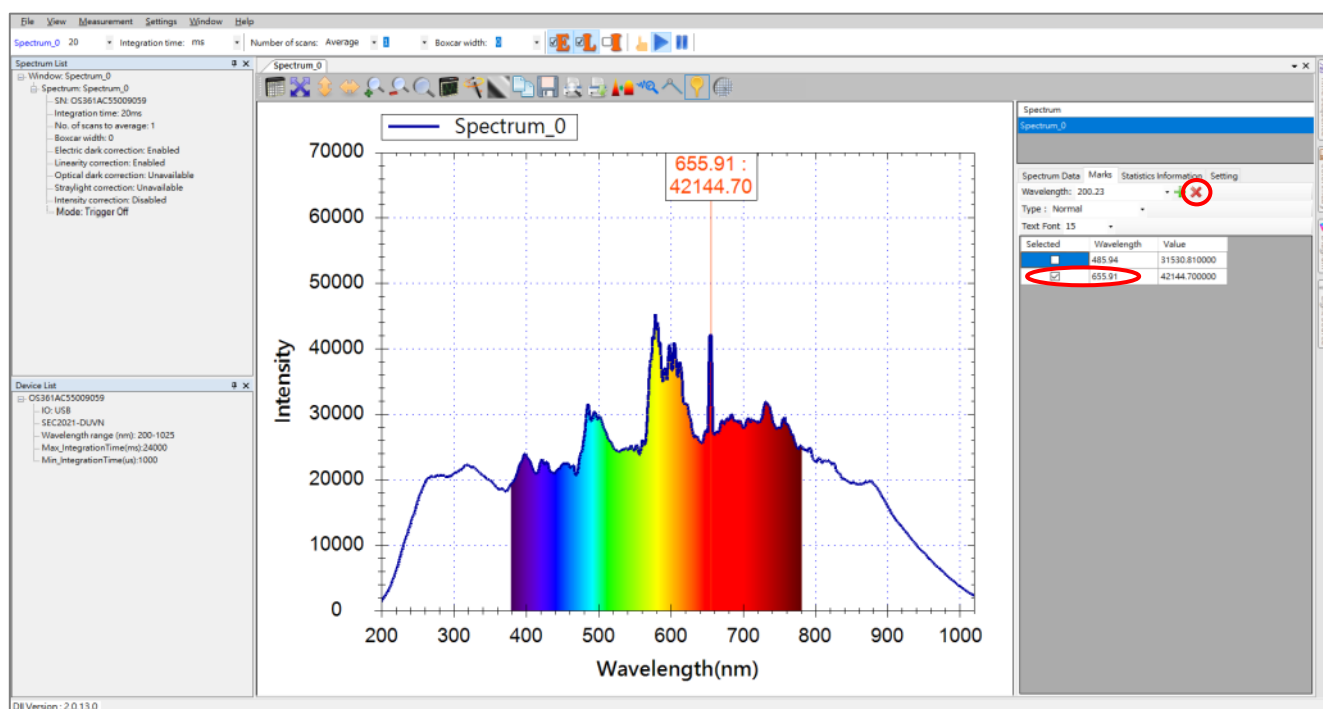 File View Measurement Settings Window Help
Spectrum_0 20 Integration time: ms Number of scans: Average 1 Boxcar width: 0 E L
Spectrum List
Window: Spectrum_0
Spectrum: Spectrum_0
SN: OS361AC55009059
Integration time: 20ms
No. of scans to average: 1
Boxcar width: 0
Electric dark correction: Enabled
Linearity correction: Enabled
Optical dark correction: Unavailable
Straylight correction: Unavailable
Intensity correction: Disabled
Mode: Trigger Off
Device List
OS361AC55009059
IO: USB
SEC2021-DUVN
Wavelength range (nm): 200-1025
Max_IntegrationTime(ms):24000
Min_IntegrationTime(us):1000
Spectrum_0
Spectrum_0
655.91 :
42144.70
70000
60000
50000
40000
30000
20000
10000
0
Intensity
200 300 400 500 600 700 800 900 1000
Wavelength(nm)
Spectrum
Spectrum_0
Spectrum Data Marks Statistics Information Setting
Wavelength: 200.23
Type : Normal
Text Font 15
Selected Wavelength Value
485.94 31530.810000
655.91 42144.700000
Dll Version : 2.0.13.0